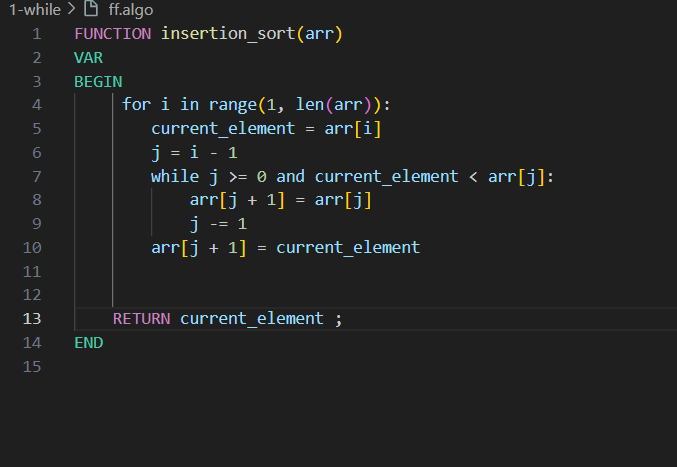 1-while > ff.algo
1 FUNCTION insertion_sort(arr)
2 VAR
3 BEGIN
4 for i in range(1, len(arr)):
5 current_element = arr[i]
6 j = i - 1
7 while j >= 0 and current_element < arr[j]:
8 arr[j + 1] = arr[j]
9 j -= 1
10 arr[j + 1] = current_element
11
12
13 RETURN current_element ;
14 END
15